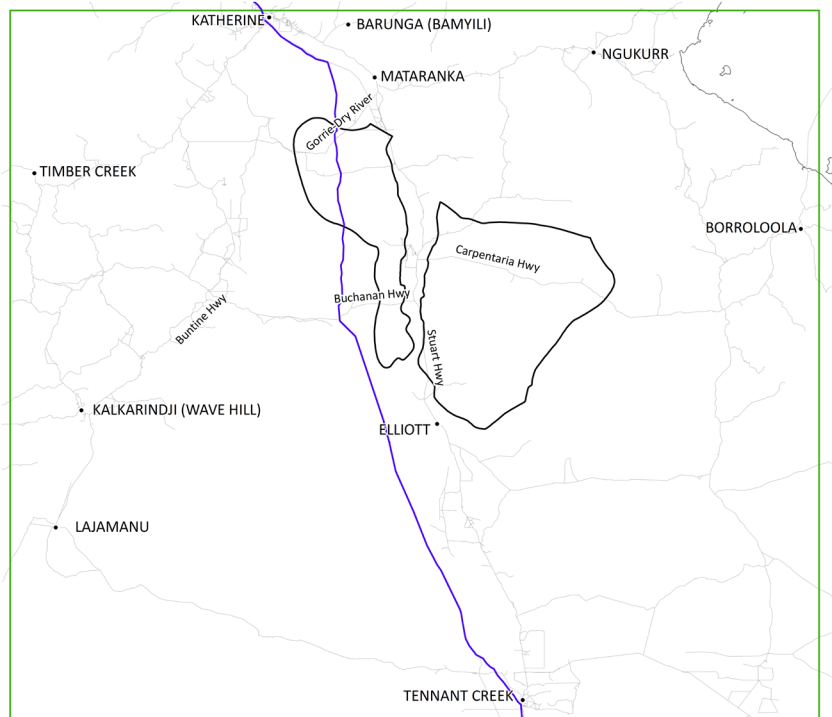 KATHERINE
BARUNGA (BAMYILI)
NGUKURR
MATARANKA
Gorrie-Dry River
TIMBER CREEK
BORROLOOLA
Carpentaria Hwy
Buchanan Hwy
Buntine Hwy
Stuart Hwy
KALKARINDJI (WAVE HILL)
ELLIOTT
LAJAMANU
TENNANT CREEK